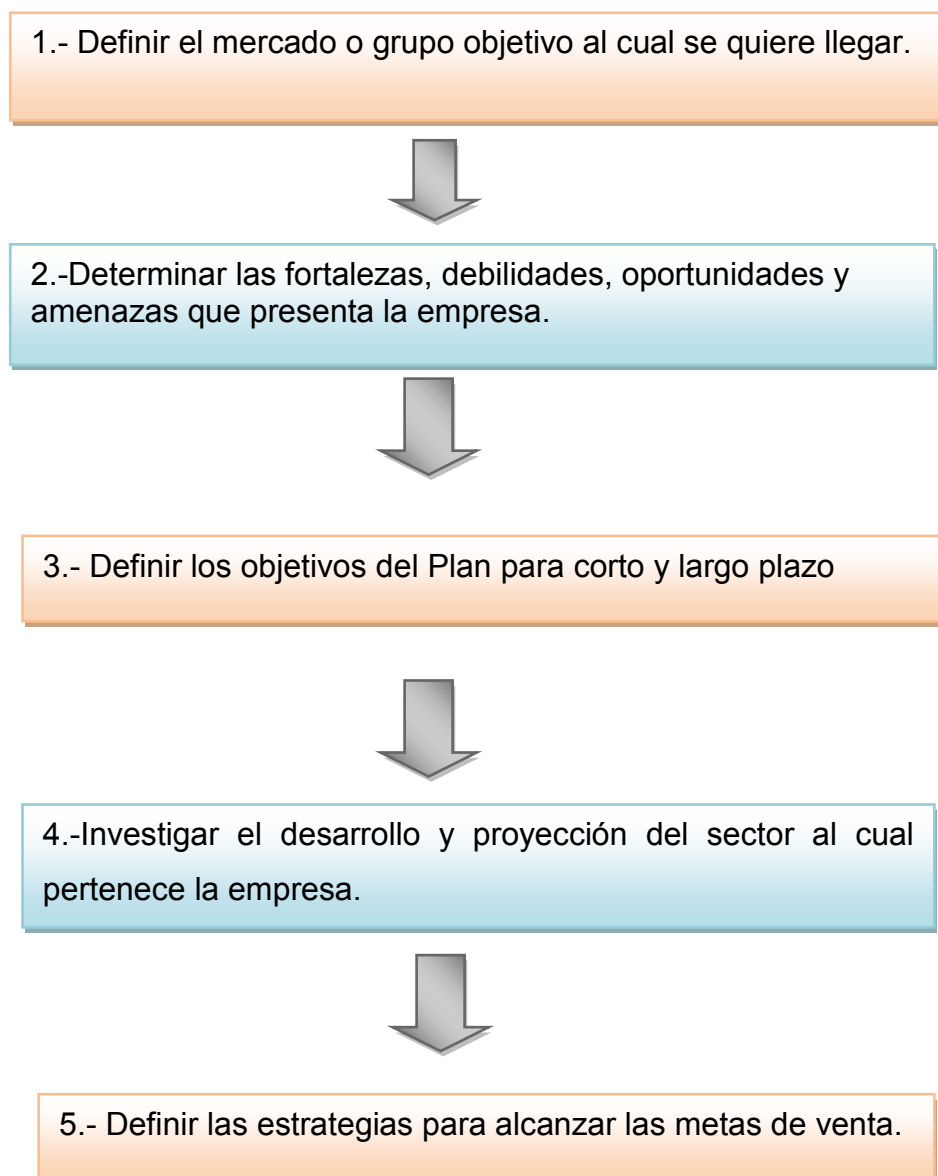 1.- Definir el mercado o grupo objetivo al cual se quiere llegar.
2.-Determinar las fortalezas, debilidades, oportunidades y
amenazas que presenta la empresa.
3.- Definir los objetivos del Plan para corto y largo plazo
4.-Investigar el desarrollo y proyección del sector al cual
pertenece la empresa.
5.- Definir las estrategias para alcanzar las metas de venta.